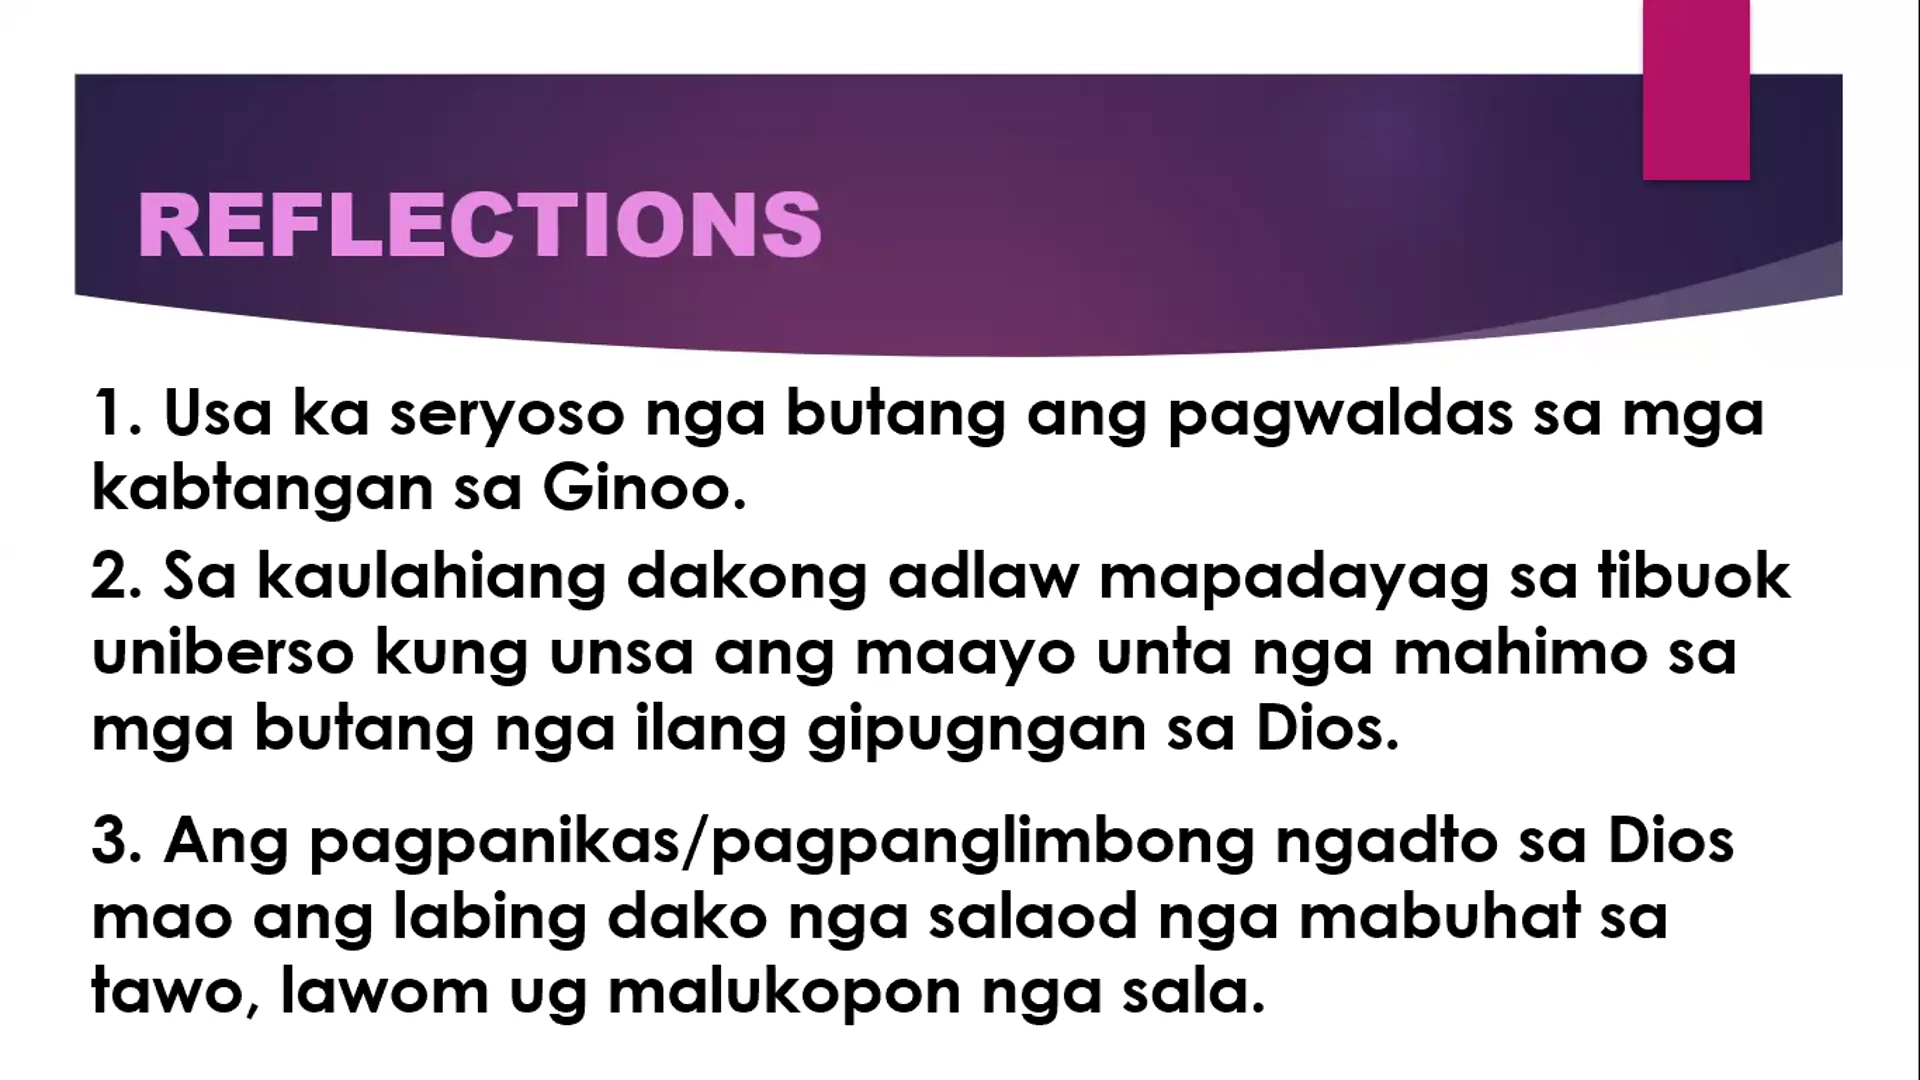 REFLECTIONS
1. Usa ka seryoso nga butang ang pagwaldas sa mga
kabtangan sa Ginoo.
2. Sa kaulahiang dakong adlaw mapadayag sa tibuok
uniberso kung unsa ang maayo unta nga mahimo sa
mga butang nga ilang gipugngan sa Dios.
3. Ang pagpanikas/pagpanglimbong ngadto sa Dios
mao ang labing dako nga salaod nga mabuhat sa
tawo, lawom ug malukopon nga sala.